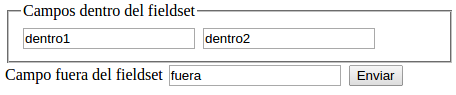 Campos dentro del fieldset
dentro1 dentro2
Campo fuera del fieldset fuera Enviar